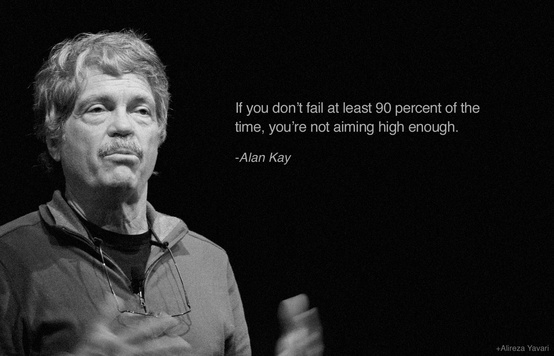 If you don't fail at least 90 percent of the
time, you're not aiming high enough.
-Alan Kay
+Alireza Yavari